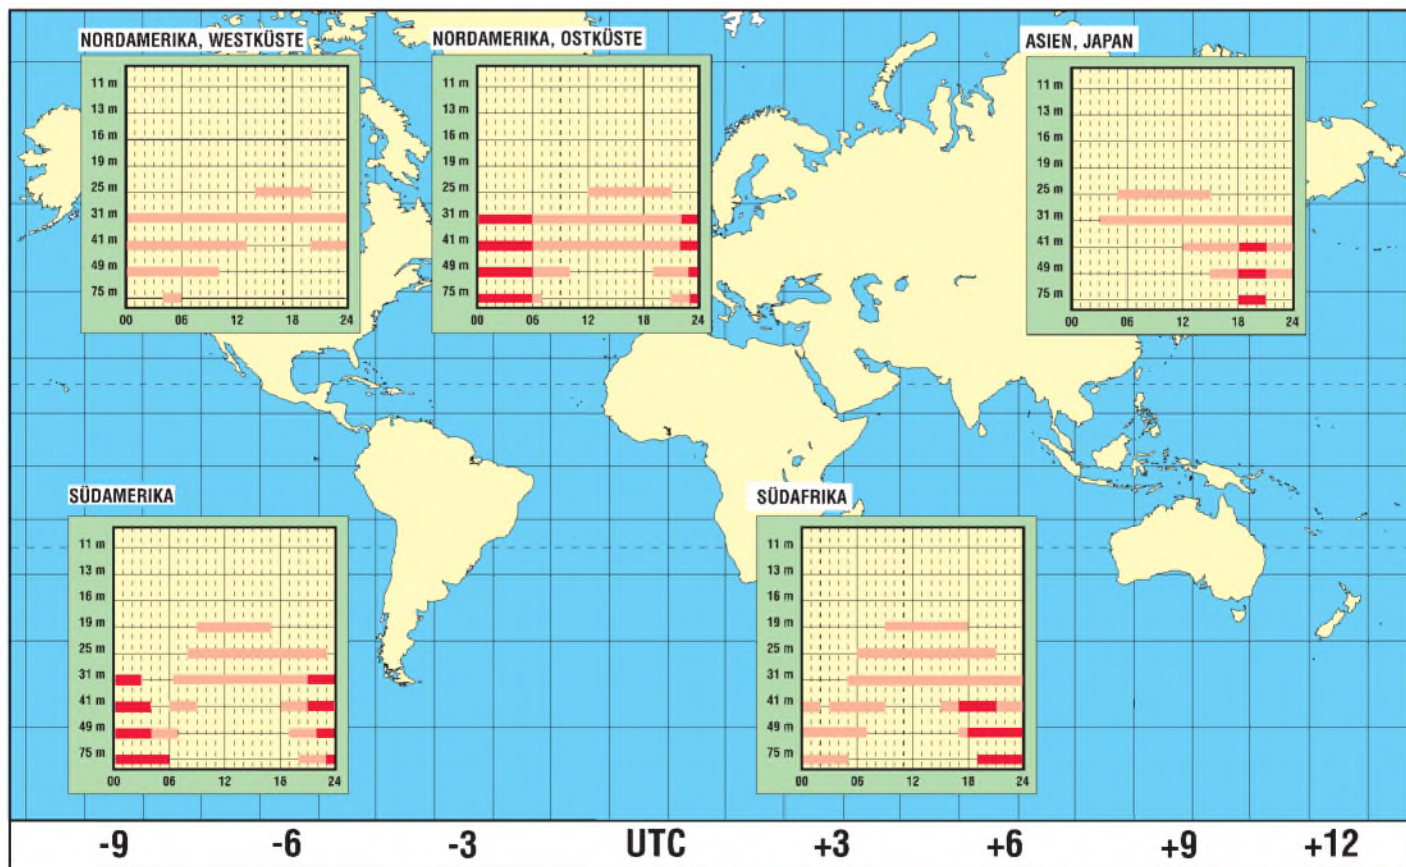 NORDAMERIKA, WESTKÜSTE
11 m
13 m
16 m
19 m
25 m
31 m
41 m
49 m
75 m
00 06 12 18 24
NORDAMERIKA, OSTKÜSTE
11 m
13 m
16 m
19 m
25 m
31 m
41 m
49 m
75 m
00 06 12 18 24
ASIEN, JAPAN
11 m
13 m
16 m
19 m
25 m
31 m
41 m
49 m
75 m
00 06 12 18 24
SÜDAMERIKA
11 m
13 m
16 m
19 m
25 m
31 m
41 m
49 m
75 m
00 06 12 18 24
SÜDAFRIKA
11 m
13 m
16 m
19 m
25 m
31 m
41 m
49 m
75 m
00 06 12 18 24
-9 -6 -3 UTC +3 +6 +9 +12